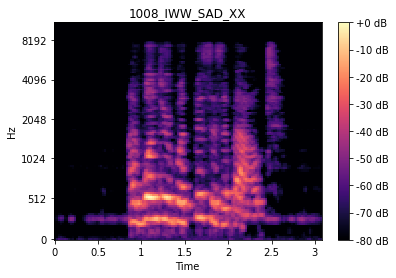 1008_IWW_SAD_XX
+0 dB
8192
-10 dB
4096
-20 dB
-30 dB
2048
Hz
-40 dB
1024
-50 dB
512
-60 dB
-70 dB
0
-80 dB
0 0.5 1 1.5 2 2.5 3
Time